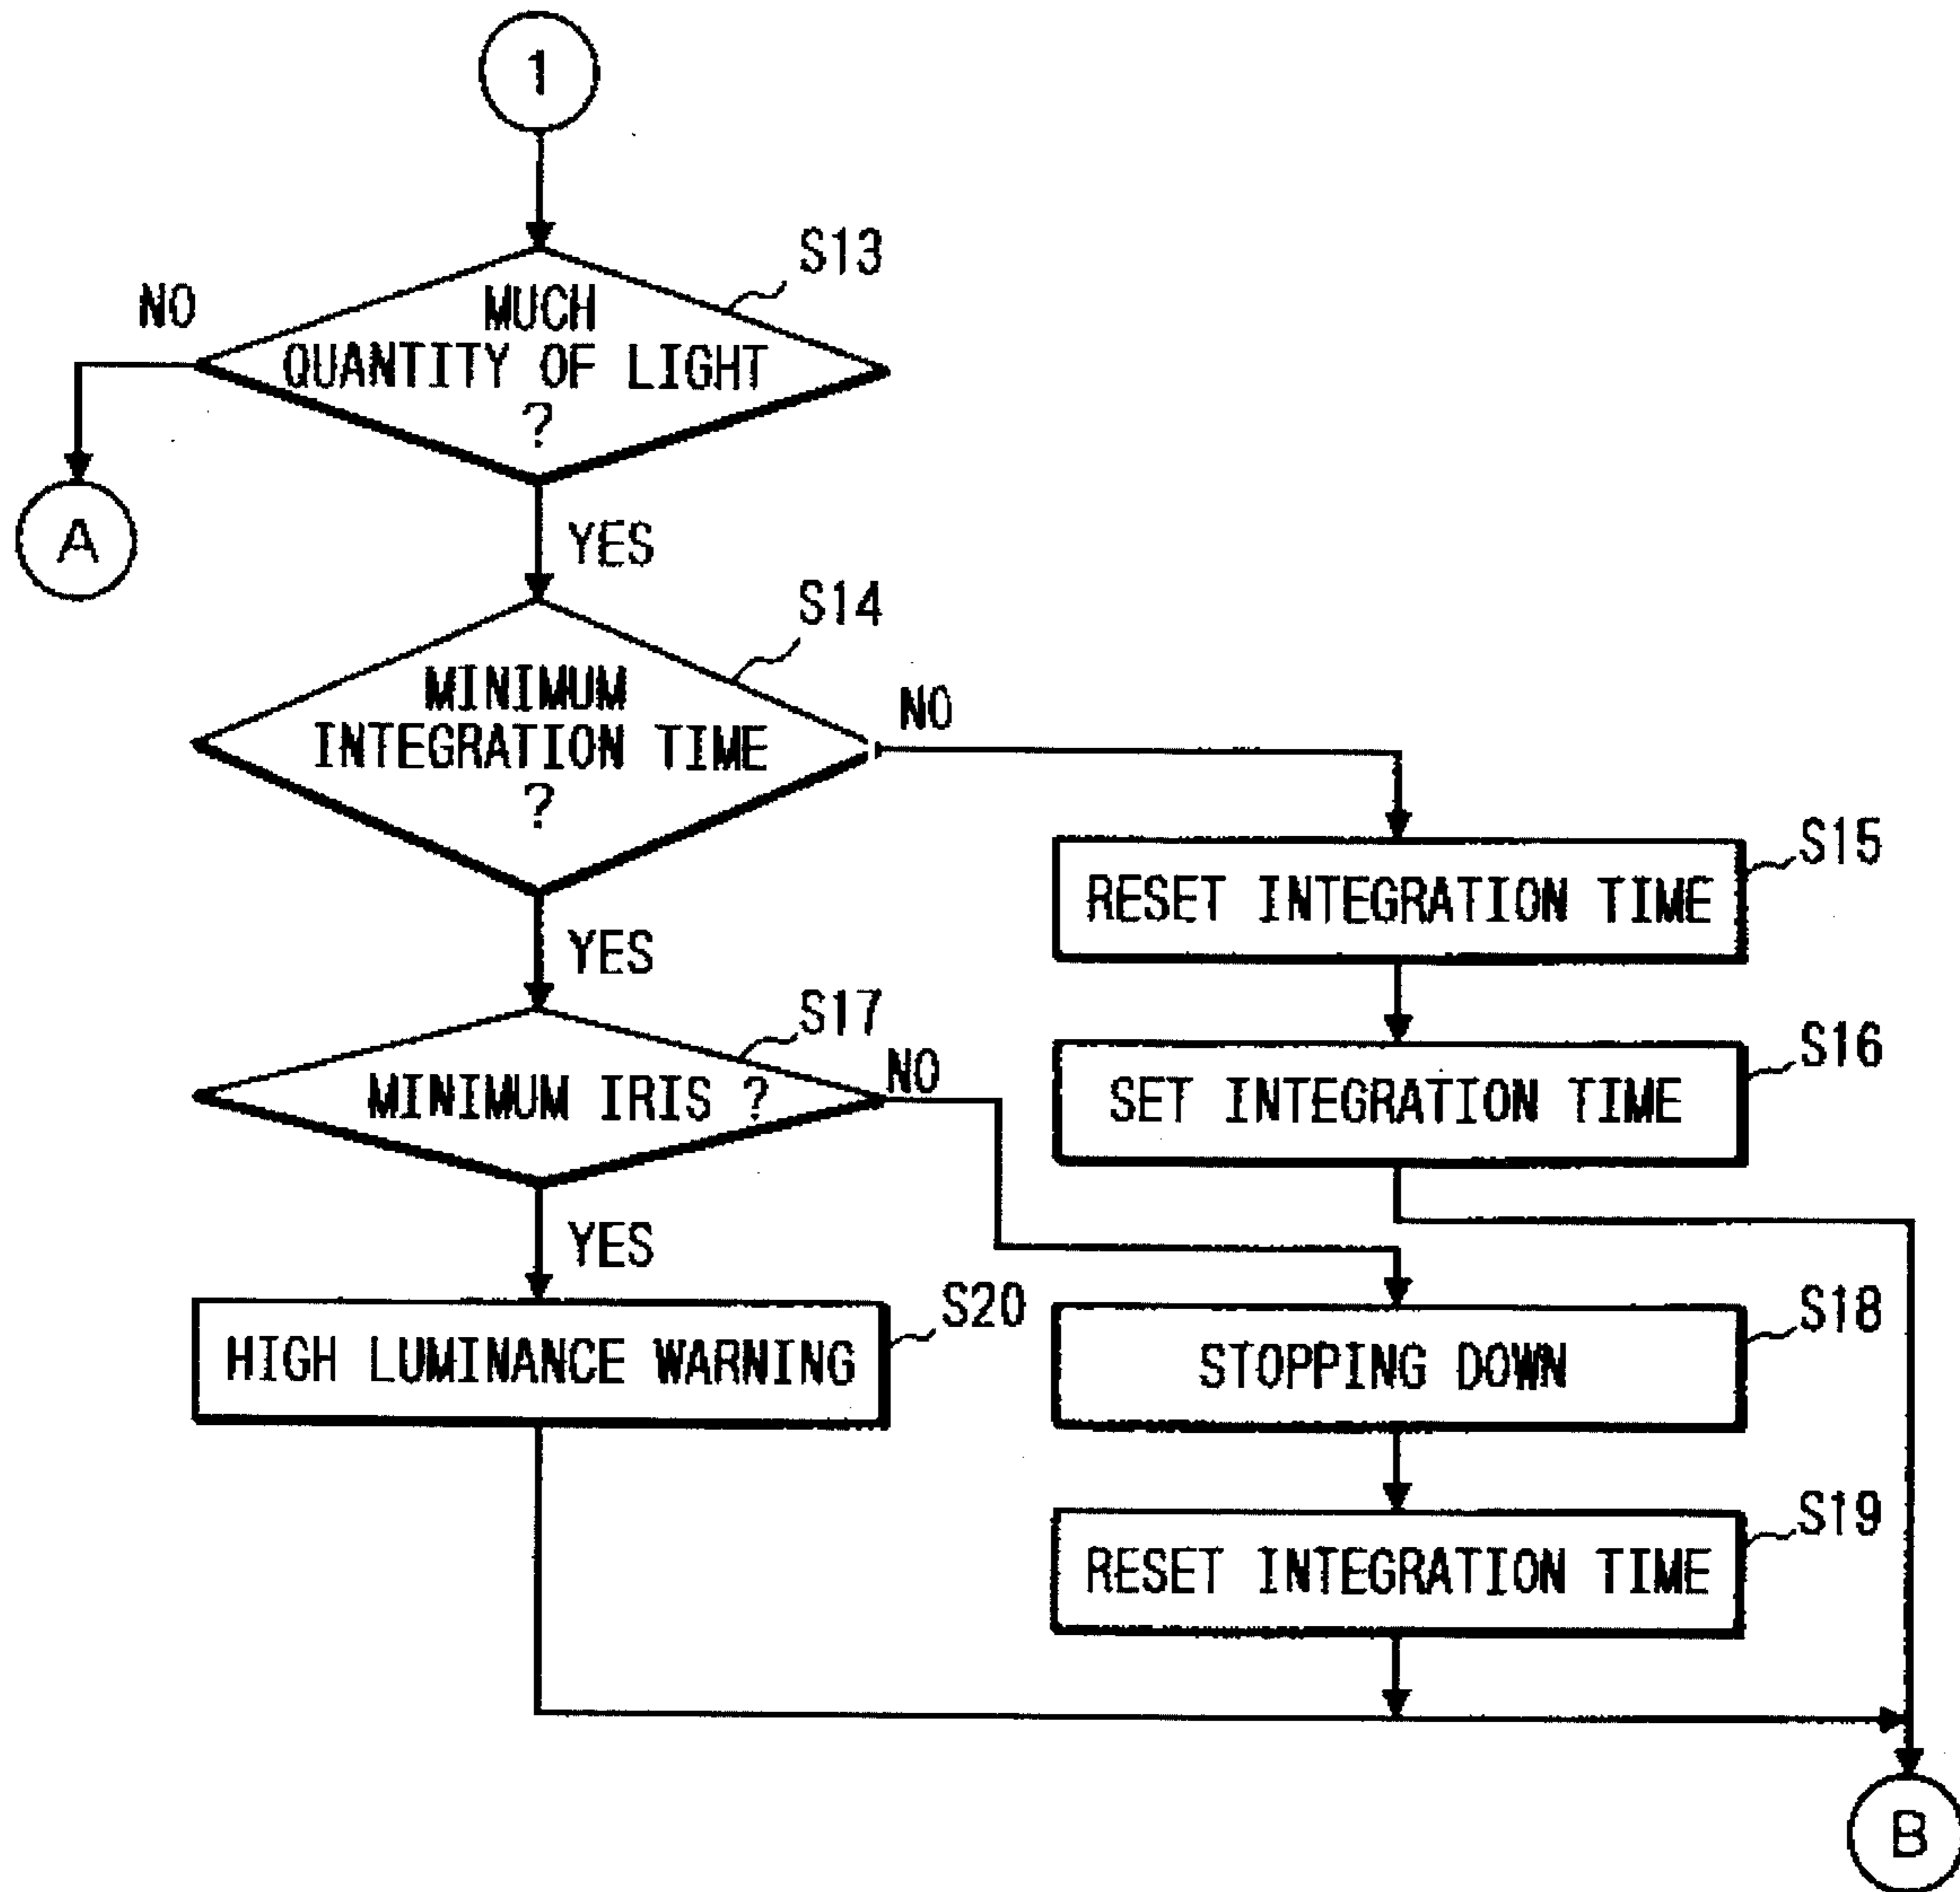 1
S13
NO
MUCH
QUANTITY OF LIGHT
?
A
YES
S14
MINIMUM
INTEGRATION TIME
?
NO
S15
RESET INTEGRATION TIME
YES
S17
MINIMUM IRIS ?
NO
S16
SET INTEGRATION TIME
YES
S20
HIGH LUMINANCE WARNING
S18
STOPPING DOWN
S19
RESET INTEGRATION TIME
B